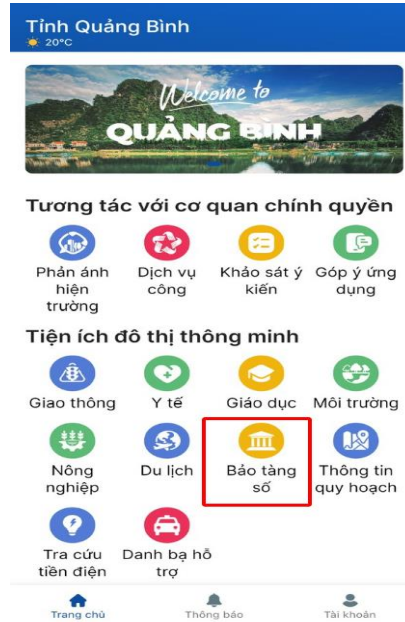 Tỉnh Quảng Bình
20°C
Welcome to
QUẢNG BÌNH
Tương tác với cơ quan chính quyền
Phản ánh hiện trường
Dịch vụ công
Khảo sát ý kiến
Góp ý ứng dụng
Tiện ích đô thị thông minh
Giao thông
Y tế
Giáo dục
Môi trường
Nông nghiệp
Du lịch
Bảo tàng số
Thông tin quy hoạch
Tra cứu tiền điện
Danh bạ hỗ trợ
Trang chủ
Thông báo
Tài khoản